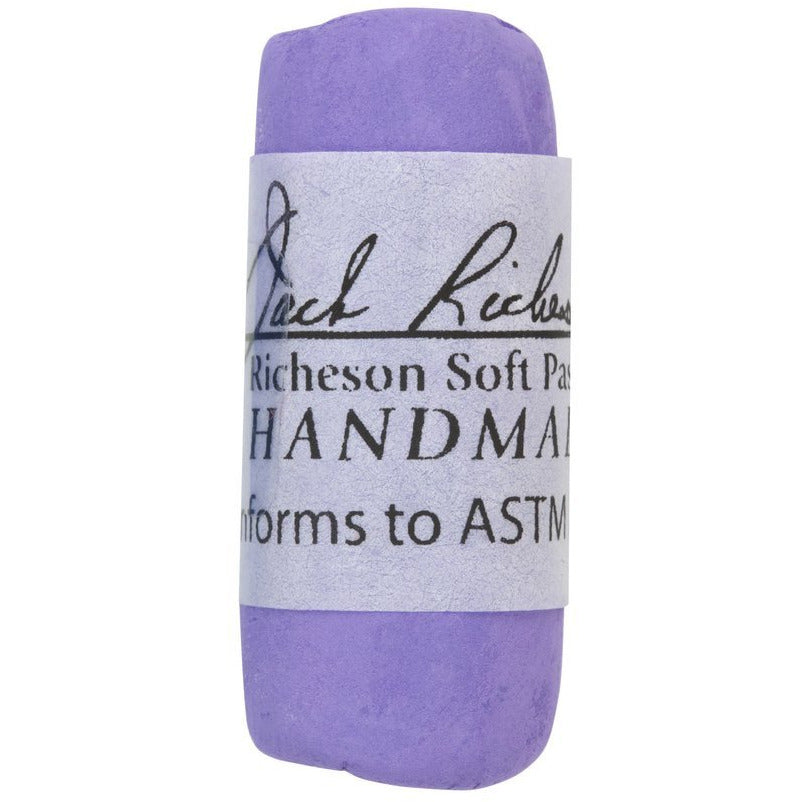 Jack Riches
Richeson Soft Pas
HANDMA
nforms to ASTM